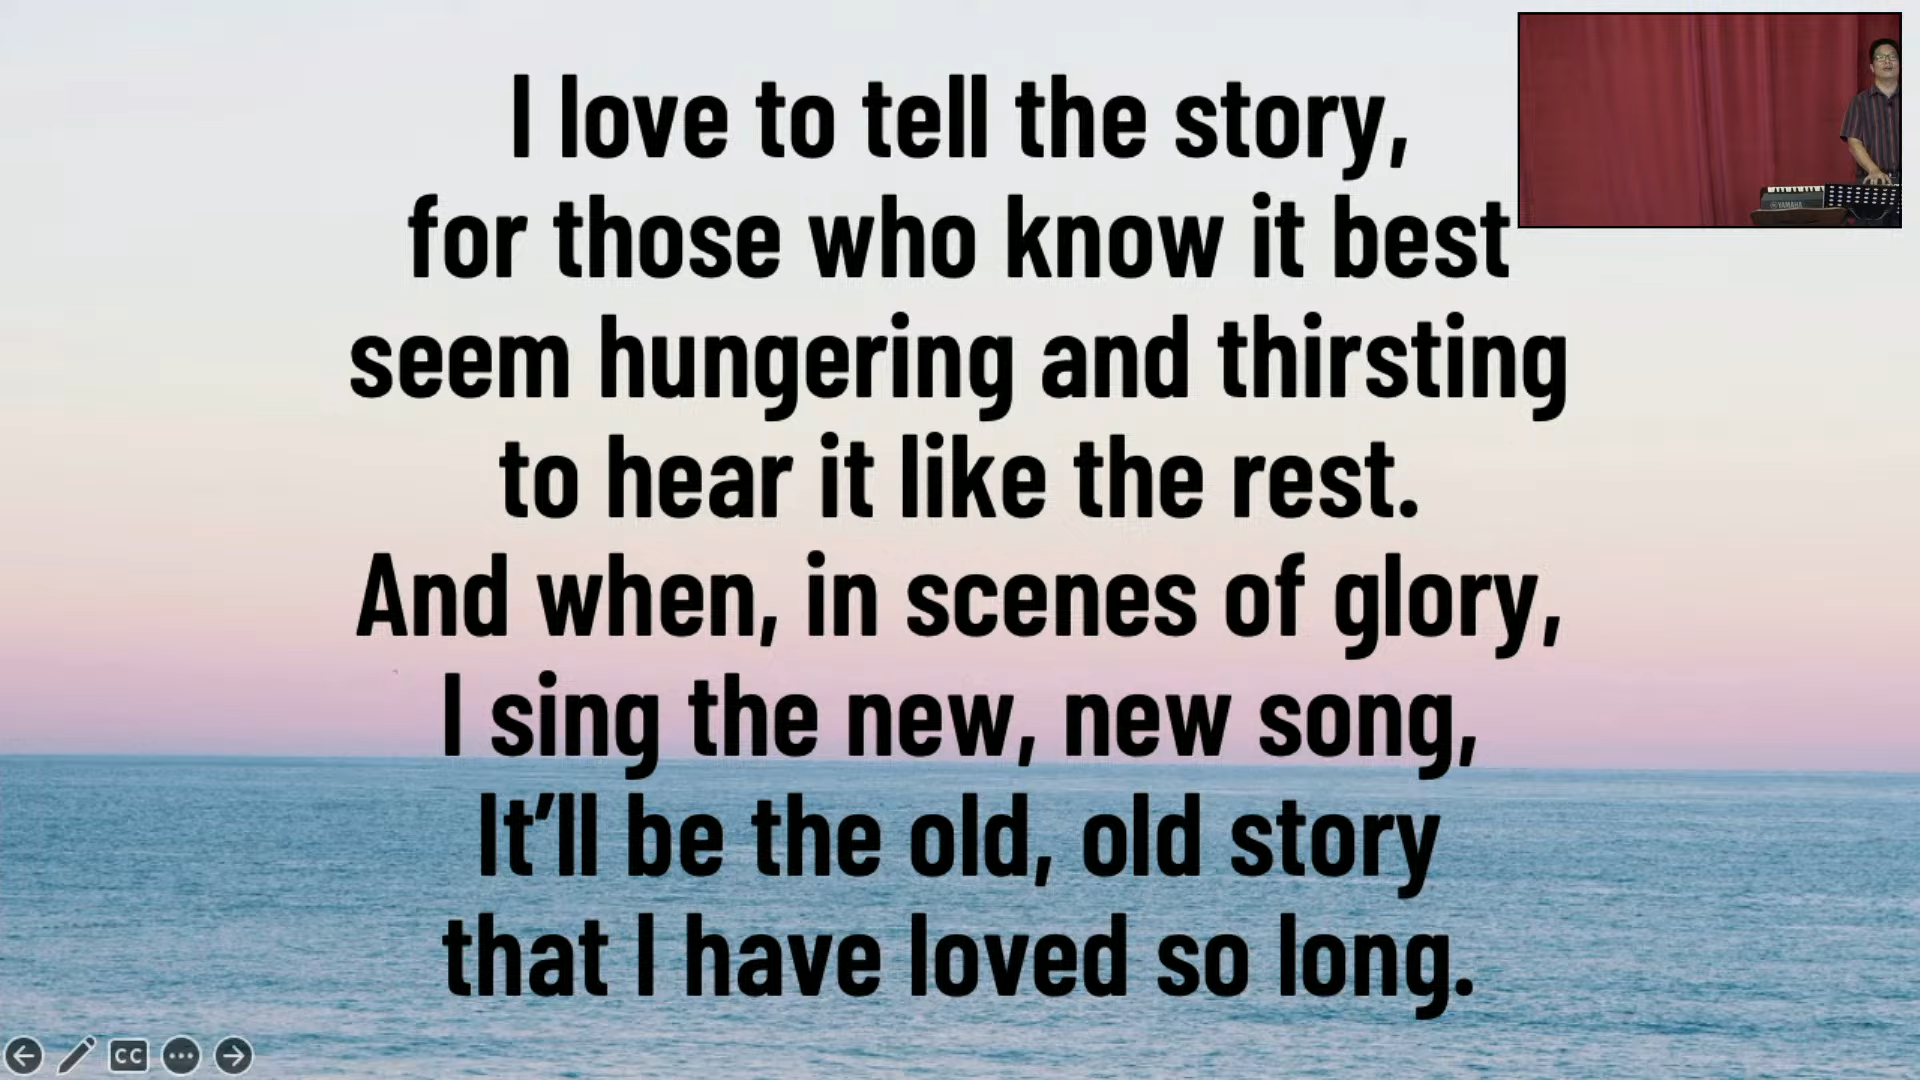 I love to tell the story,
for those who know it best
seem hungering and thirsting
to hear it like the rest.
And when, in scenes of glory,
I sing the new, new song,
It’ll be the old, old story
that I have loved so long.
YAMAHA
CC